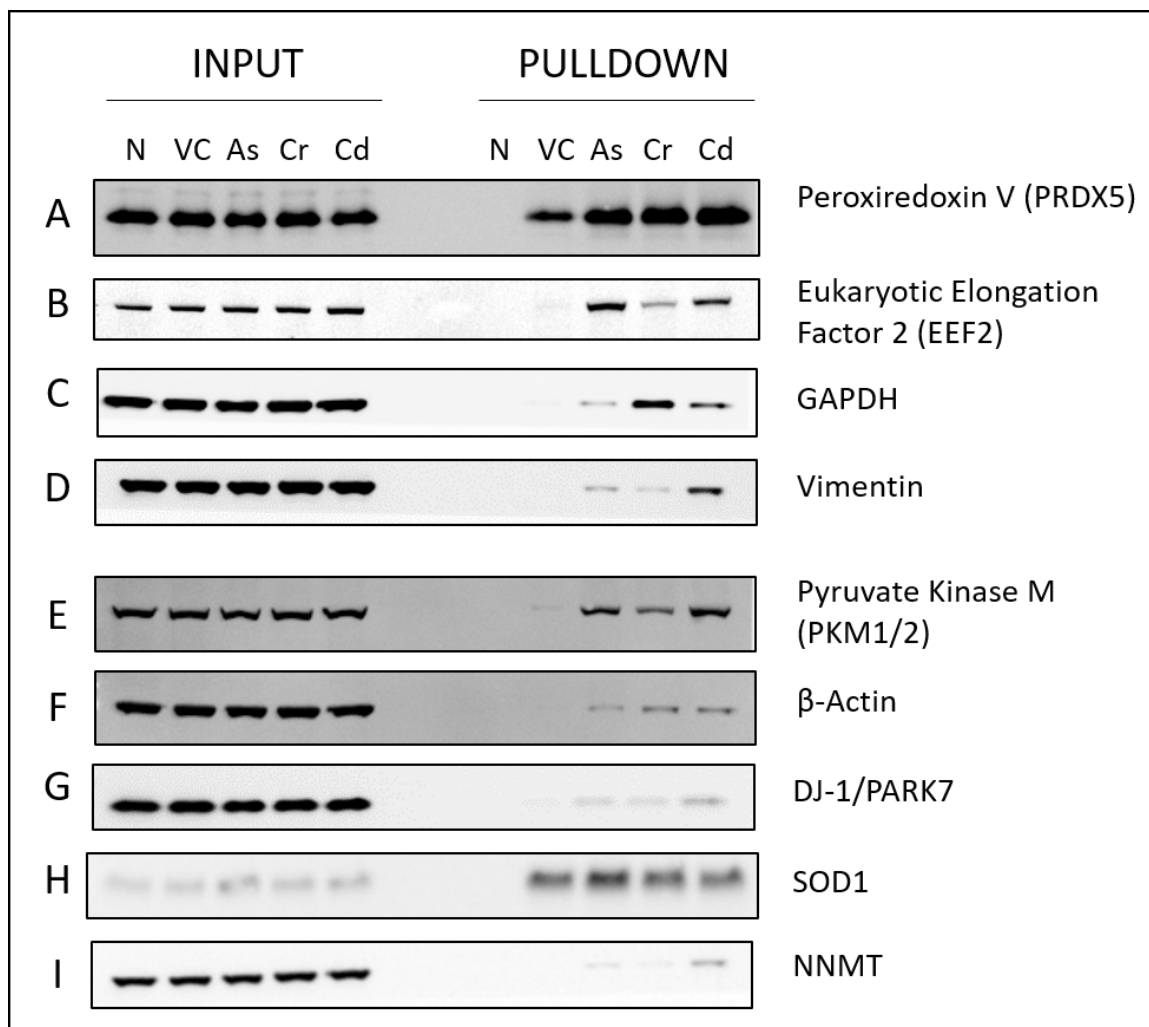 INPUT PULLDOWN
N VC As Cr Cd N VC As Cr Cd
A Peroxiredoxin V (PRDX5)
B Eukaryotic Elongation
Factor 2 (EEF2)
C GAPDH
D Vimentin
E Pyruvate Kinase M
(PKM1/2)
F β-Actin
G DJ-1/PARK7
H SOD1
I NNMT